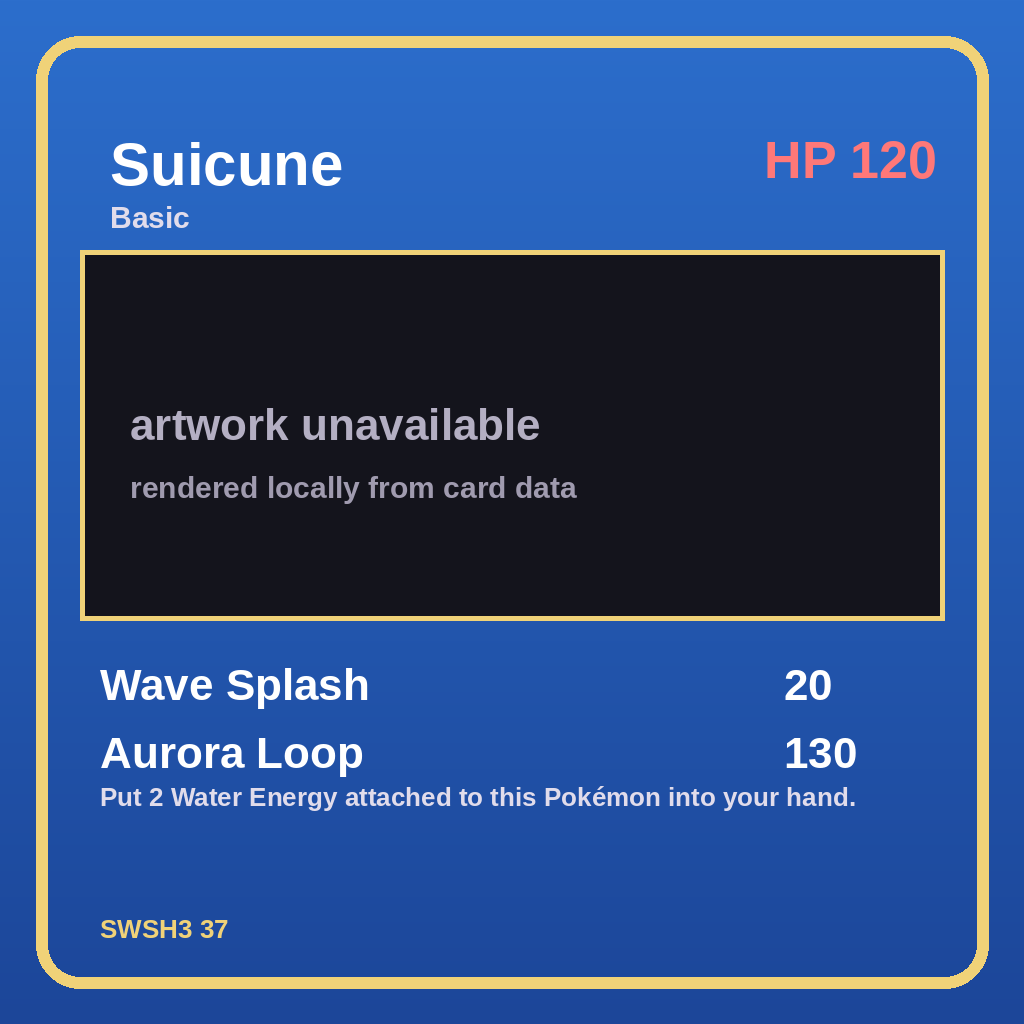 Suicune
HP 120
Basic
artwork unavailable
rendered locally from card data
Wave Splash 20
Aurora Loop 130
Put 2 Water Energy attached to this Pokémon into your hand.
SWSH3 37